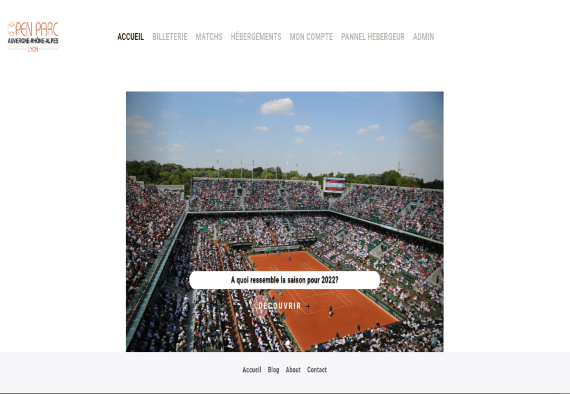 OPEN PARC
AUVERGNE-RHÔNE-ALPES
LYON
ACCUEIL BILLETERIE MATCHS HÉBERGEMENTS MON COMPTE PANNEL HEBERGEUR ADMIN
A quoi ressemble la saison pour 2022?
DÉCOUVRIR
Accueil Blog About Contact